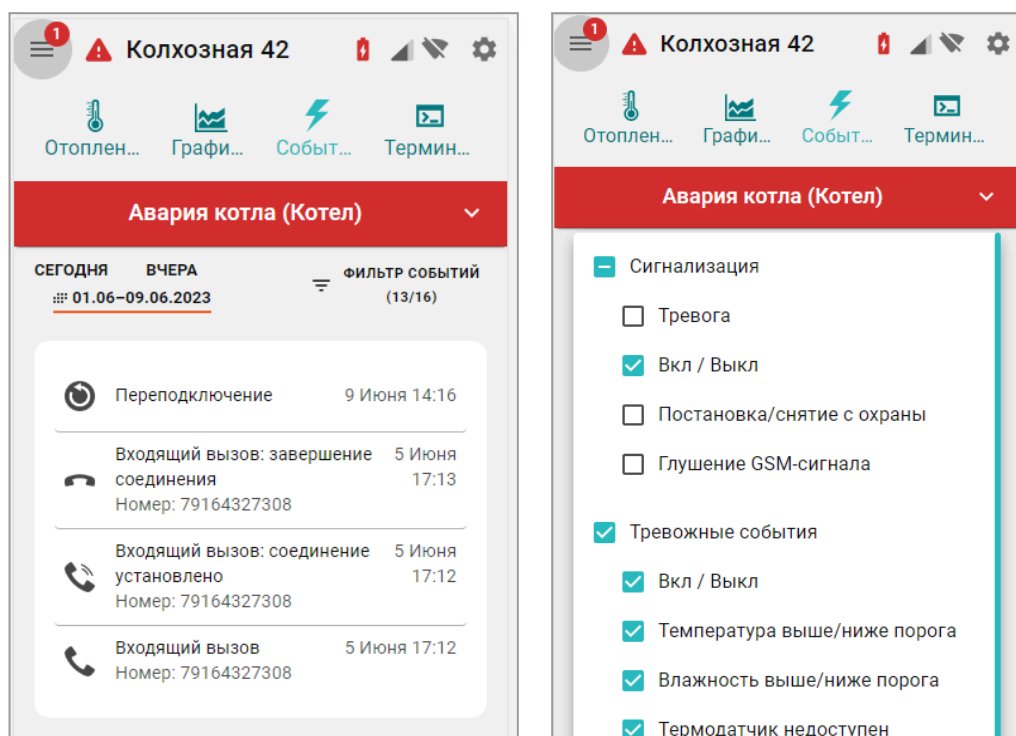 1
Колхозная 42
Отоплен...
Графи...
Событ...
Термин...
Авария котла (Котел)
СЕГОДНЯ
ВЧЕРА
01.06–09.06.2023
ФИЛЬТР СОБЫТИЙ
(13/16)
Переподключение
9 Июня 14:16
Входящий вызов: завершение
соединения
Номер: 79164327308
5 Июня
17:13
Входящий вызов: соединение
установлено
Номер: 79164327308
5 Июня
17:12
Входящий вызов
Номер: 79164327308
5 Июня 17:12
1
Колхозная 42
Отоплен...
Графи...
Событ...
Термин...
Авария котла (Котел)
Сигнализация
Тревога
Вкл / Выкл
Постановка/снятие с охраны
Глушение GSM-сигнала
Тревожные события
Вкл / Выкл
Температура выше/ниже порога
Влажность выше/ниже порога
Термодатчик недоступен